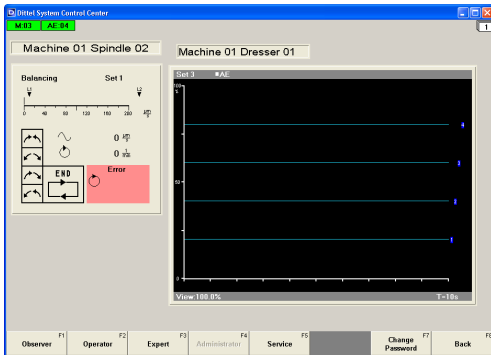 Dittel System Control Center
M:03 AE:04
1
Machine 01 Spindle 02
Machine 01 Dresser 01
Balancing Set 1
L1 L2
0 40 80 120 160 200
0
0
END
Error
Set 3 AE
100
%
50
0
4
3
2
1
View:100.0% T=10s
F1 F2 F3 F4 F5 F7 F8
Observer Operator Expert Administrator Service Change Password Back